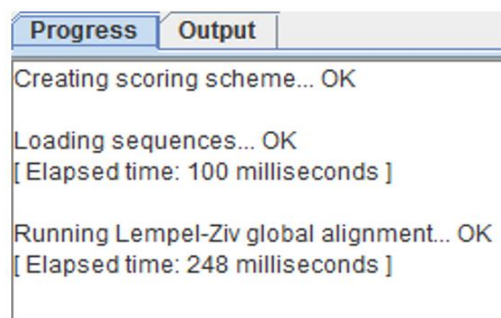 Progress Output
Creating scoring scheme... OK
Loading sequences... OK
[ Elapsed time: 100 milliseconds ]
Running Lempel-Ziv global alignment... OK
[ Elapsed time: 248 milliseconds ]